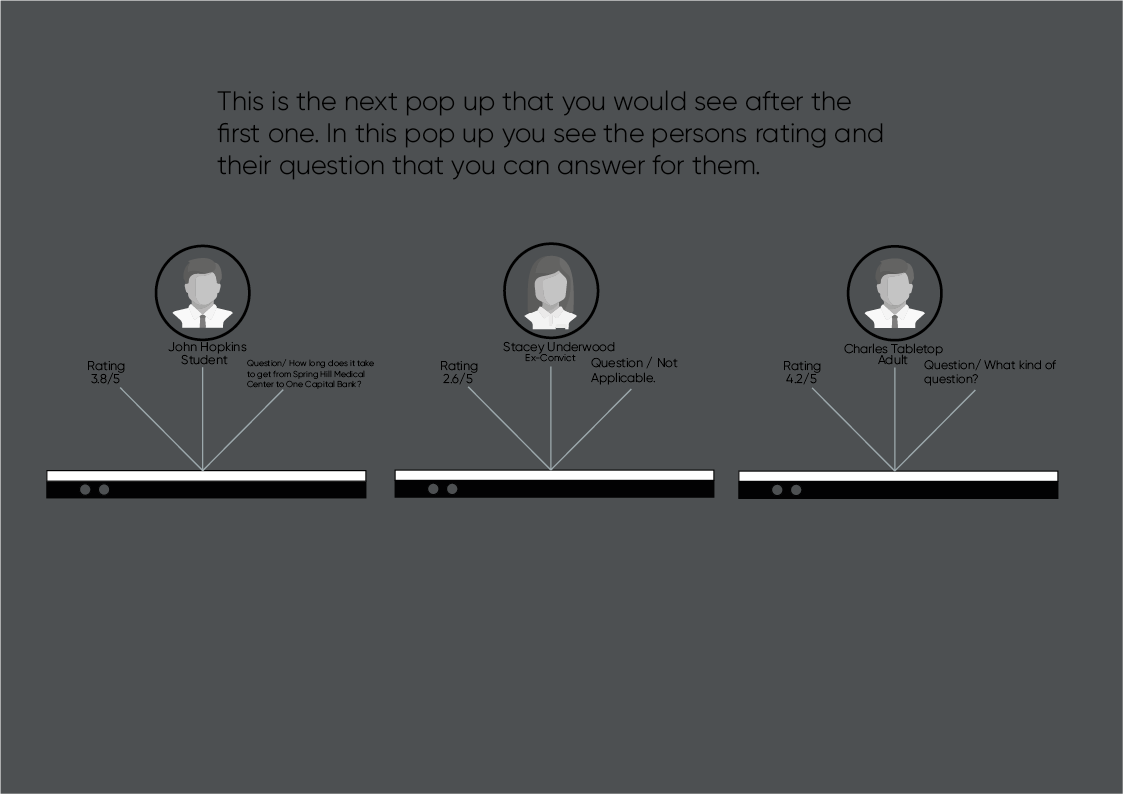 This is the next pop up that you would see after the
first one. In this pop up you see the persons rating and
their question that you can answer for them.
John Hopkins
Student
Rating
3.8/5
Question/ How long does it take
to get from Spring Hill Medical
Center to One Capital Bank?
Stacey Underwood
Ex-Convict
Rating
2.6/5
Question / Not
Applicable.
Charles Tabletop
Adult
Rating
4.2/5
Question/ What kind of
question?